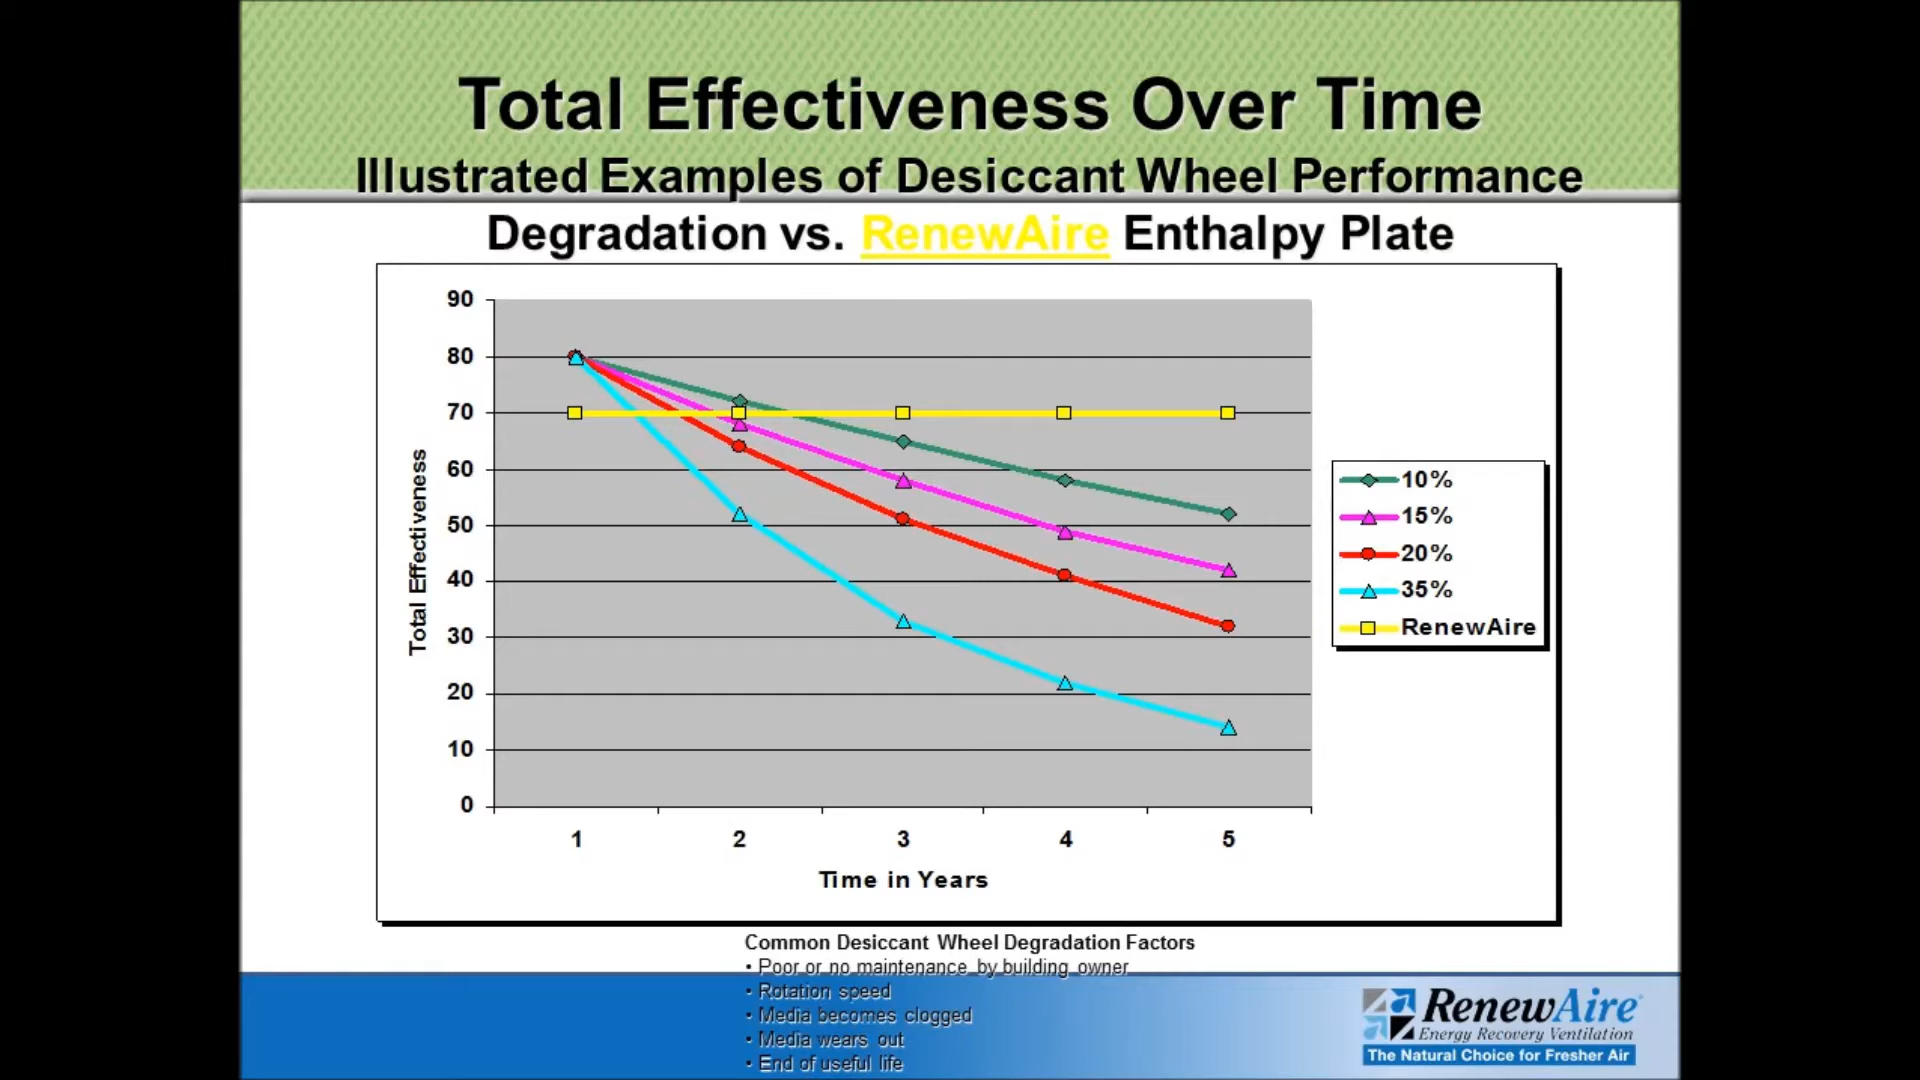 Total Effectiveness Over Time
Illustrated Examples of Desiccant Wheel Performance
Degradation vs. RenewAire Enthalpy Plate
90
80
70
60
50
40
30
20
10
0
Total Effectiveness
1 2 3 4 5
Time in Years
10%
15%
20%
35%
RenewAire
Common Desiccant Wheel Degradation Factors
• Poor or no maintenance by building owner
• Rotation speed
• Media becomes clogged
• Media wears out
• End of useful life
RenewAire
Energy Recovery Ventilation
The Natural Choice for Fresher Air